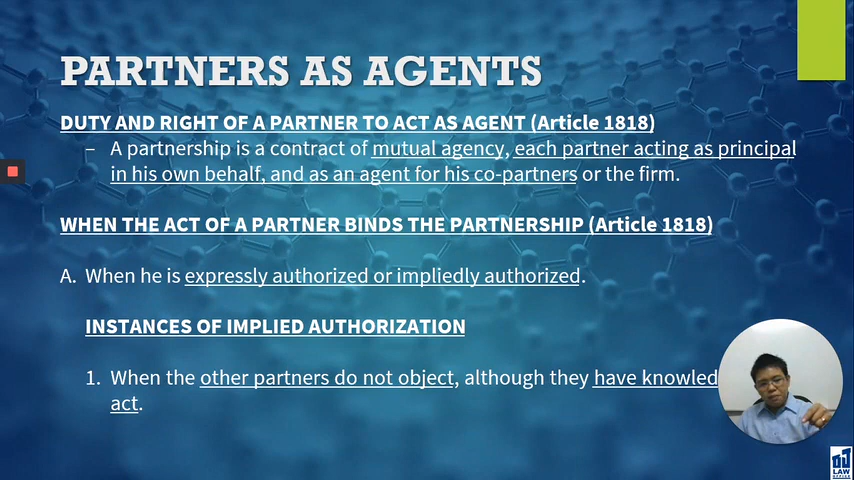 PARTNERS AS AGENTS
DUTY AND RIGHT OF A PARTNER TO ACT AS AGENT (Article 1818)
– A partnership is a contract of mutual agency, each partner acting as principal
in his own behalf, and as an agent for his co-partners or the firm.
WHEN THE ACT OF A PARTNER BINDS THE PARTNERSHIP (Article 1818)
A. When he is expressly authorized or impliedly authorized.
INSTANCES OF IMPLIED AUTHORIZATION
1. When the other partners do not object, although they have knowled
act.
LAW